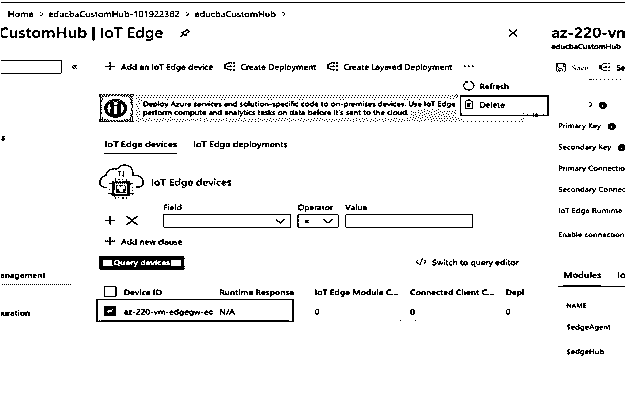 Home > educbaCustomHub-101922362 > educbaCustomHub >
CustomHub | IoT Edge
az-220-vm
educbaCustomHub
Add an IoT Edge device
Create Deployment
Create Layered Deployment
...
Save
Se
Refresh
Delete
Deploy Azure services and solution-specific code to on-premises devices. Use IoT Edge
perform compute and analytics tasks on data before it's sent to the cloud.
Primary Key
Secondary Key
Primary Connectio
Secondary Connec
IoT Edge Runtime
Enable connection
IoT Edge devices
IoT Edge deployments
IoT Edge devices
Field
Operator
Value
=
Add new clause
Query devices
</> Switch to query editor
anagement
uration
Device ID
Runtime Response
IoT Edge Module C...
Connected Client C...
Depl
az-220-vm-edgegw-ec
N/A
0
0
0
Modules
Io
NAME
$edgeAgent
$edgeHub